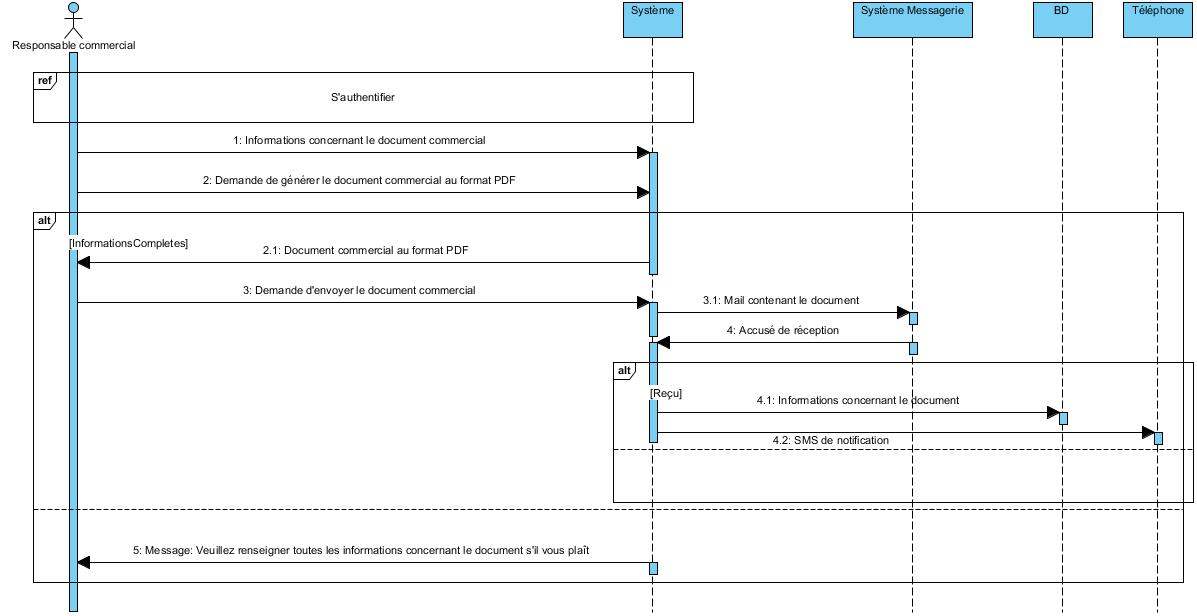 Système
Système Messagerie
BD
Téléphone
Responsable commercial
ref
S'authentifier
1: Informations concernant le document commercial
2: Demande de générer le document commercial au format PDF
alt
[InformationsCompletes]
2.1: Document commercial au format PDF
3: Demande d'envoyer le document commercial
3.1: Mail contenant le document
4: Accusé de réception
alt
[Reçu]
4.1: Informations concernant le document
4.2: SMS de notification
5: Message: Veuillez renseigner toutes les informations concernant le document s'il vous plaît